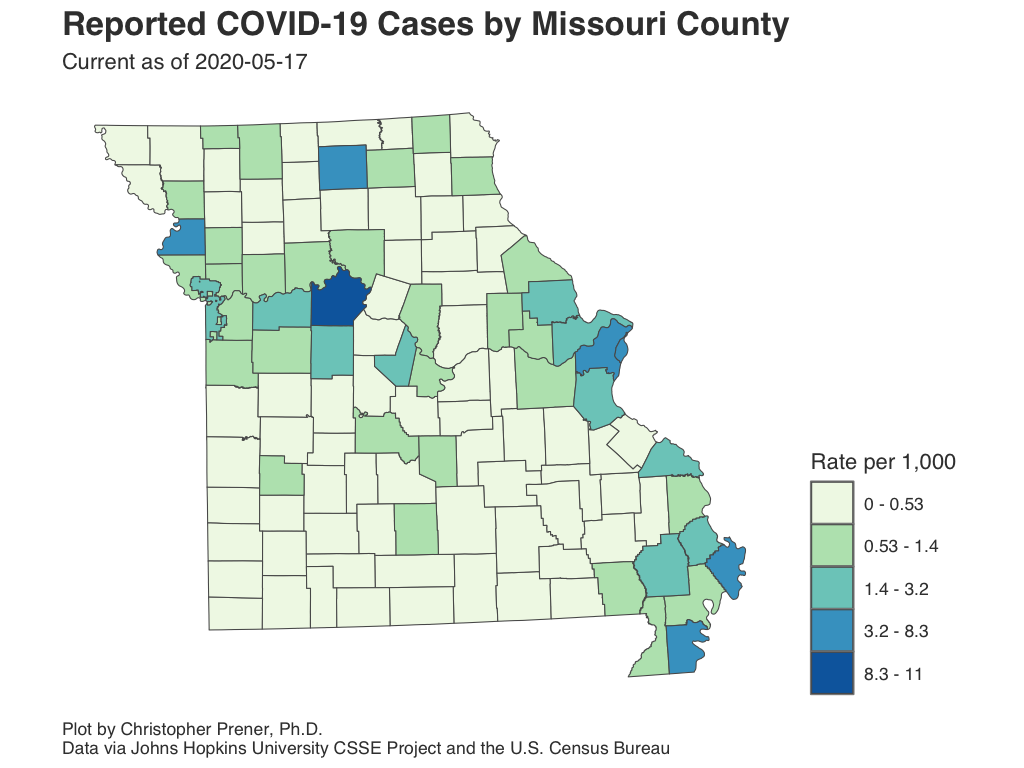 Reported COVID-19 Cases by Missouri County
Current as of 2020-05-17
Rate per 1,000
0 - 0.53
0.53 - 1.4
1.4 - 3.2
3.2 - 8.3
8.3 - 11
Plot by Christopher Prener, Ph.D.
Data via Johns Hopkins University CSSE Project and the U.S. Census Bureau